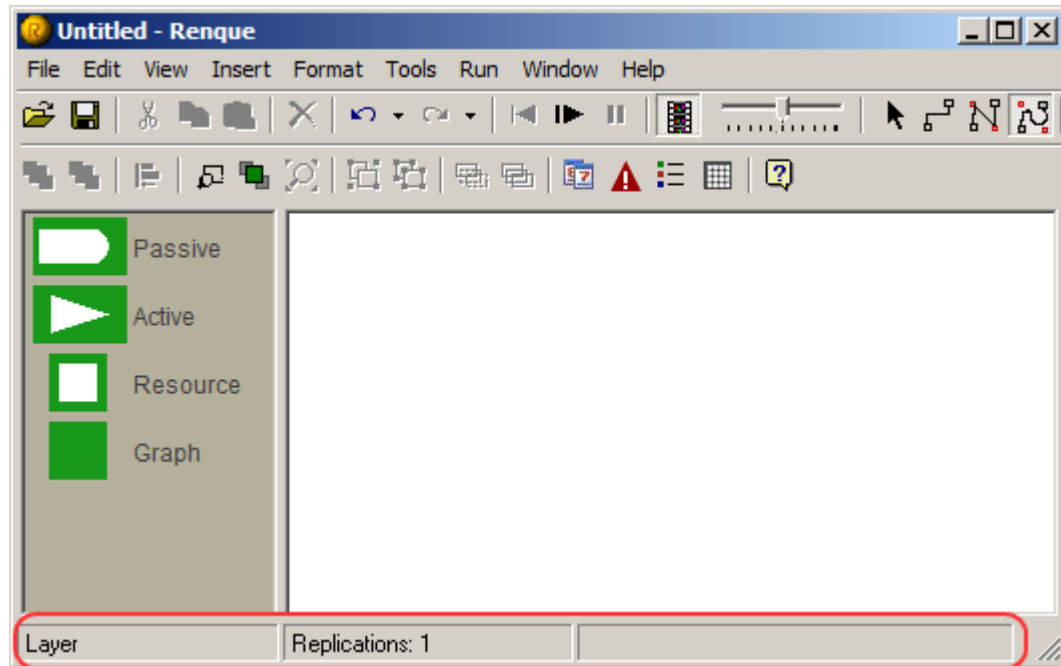 Untitled - Renque
File Edit View Insert Format Tools Run Window Help
Passive
Active
Resource
Graph
Layer
Replications: 1